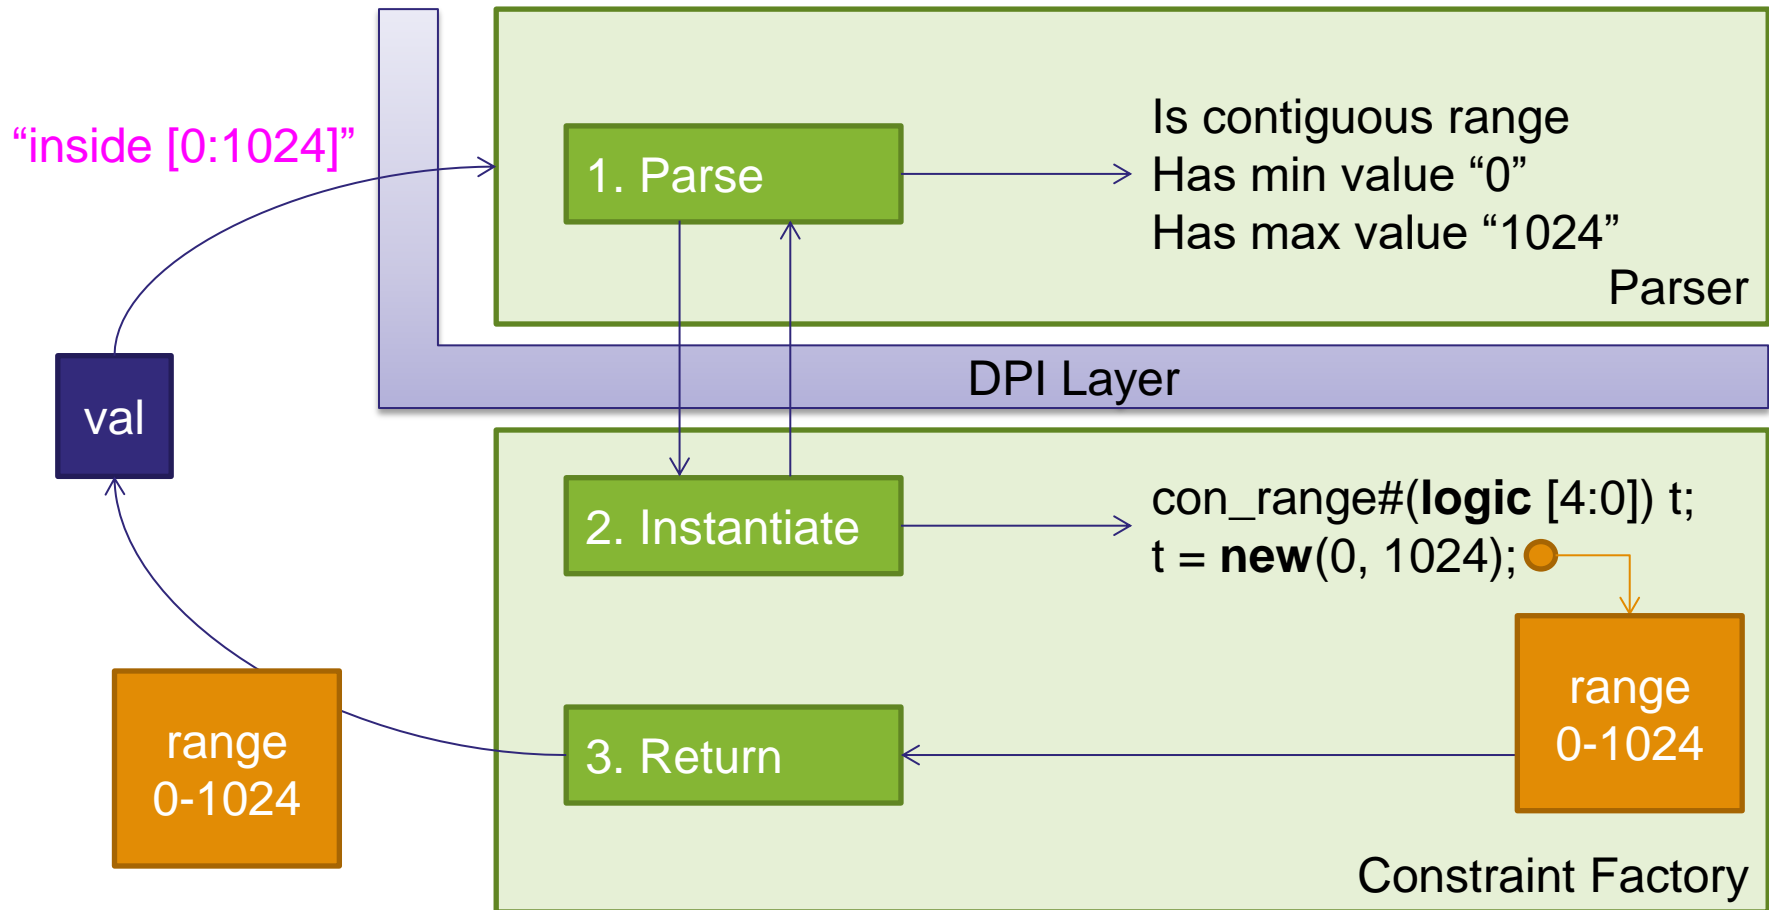 “inside [0:1024]”
1. Parse
Is contiguous range
Has min value “0”
Has max value “1024”
Parser
DPI Layer
val
2. Instantiate
con_range#(logic [4:0]) t;
t = new(0, 1024);
range
0-1024
3. Return
range
0-1024
Constraint Factory